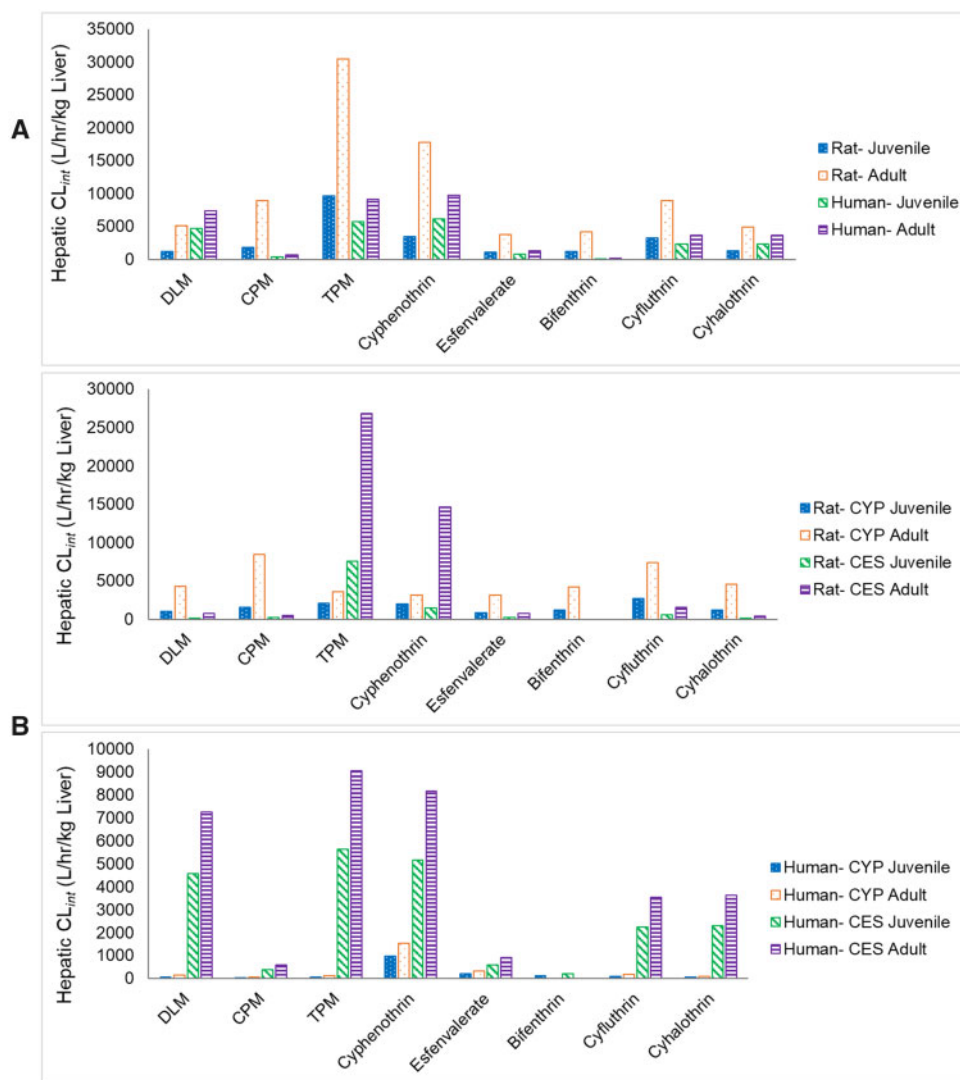 A
Hepatic CLint (L/hr/kg Liver)
35000
30000
25000
20000
15000
10000
5000
0
DLM
CPM
TPM
Cyphenothrin
Esfenvalerate
Bifenthrin
Cyfluthrin
Cyhalothrin
Rat- Juvenile
Rat- Adult
Human- Juvenile
Human- Adult
B
Hepatic CLint (L/hr/kg Liver)
30000
25000
20000
15000
10000
5000
0
DLM
CPM
TPM
Cyphenothrin
Esfenvalerate
Bifenthrin
Cyfluthrin
Cyhalothrin
Rat- CYP Juvenile
Rat- CYP Adult
Rat- CES Juvenile
Rat- CES Adult
Hepatic CLint (L/hr/kg Liver)
10000
9000
8000
7000
6000
5000
4000
3000
2000
1000
0
DLM
CPM
TPM
Cyphenothrin
Esfenvalerate
Bifenthrin
Cyfluthrin
Cyhalothrin
Human- CYP Juvenile
Human- CYP Adult
Human- CES Juvenile
Human- CES Adult